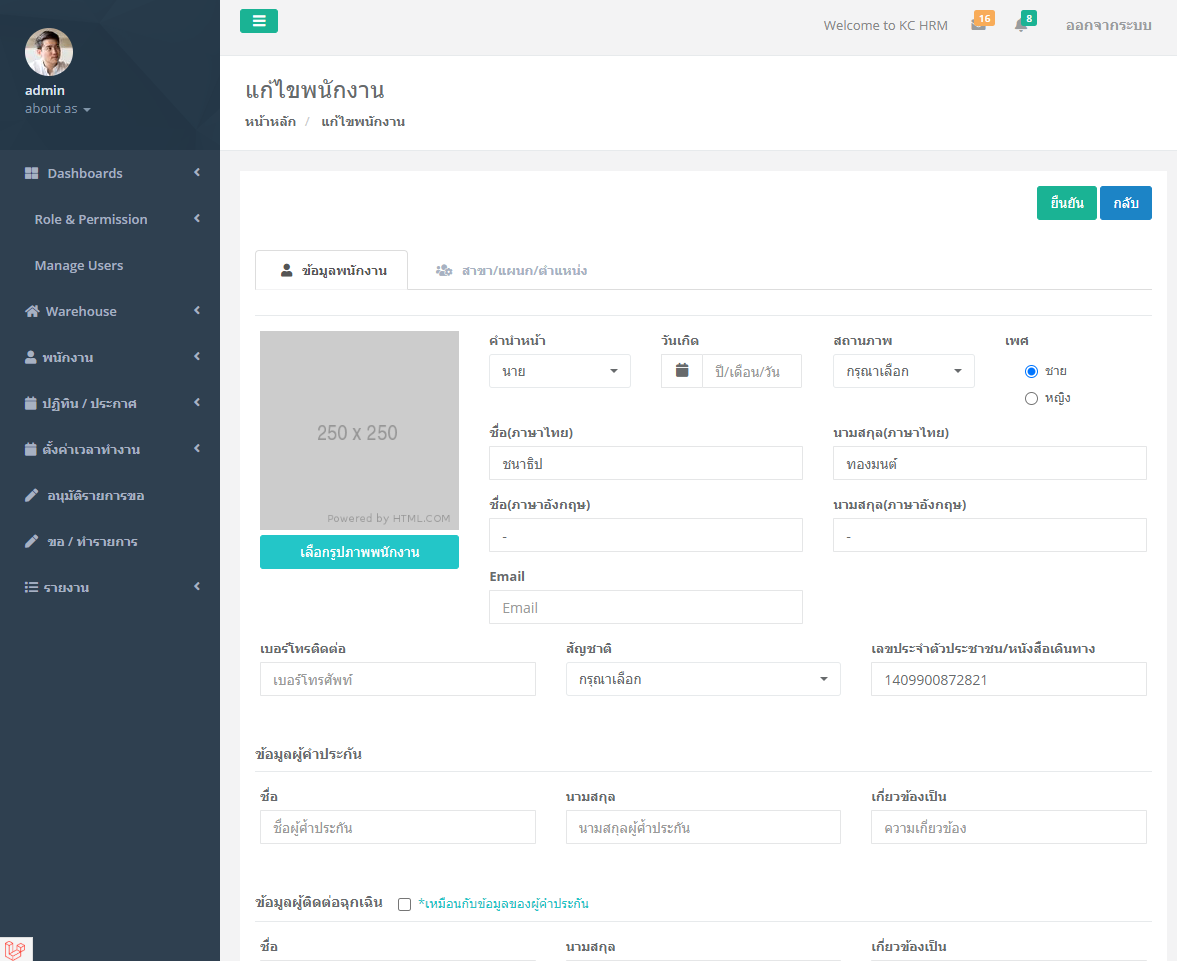 Welcome to KC HRM
16
8
ออกจากระบบ
admin
about as
Dashboards
Role & Permission
Manage Users
Warehouse
พนักงาน
ปฏิทิน / ประกาศ
ตั้งค่าเวลาทำงาน
อนุมัติรายการขอ
ขอ / ทำรายการ
รายงาน
แก้ไขพนักงาน
หน้าหลัก / แก้ไขพนักงาน
ยืนยัน
กลับ
ข้อมูลพนักงาน
สาขา/แผนก/ตำแหน่ง
250 x 250
Powered by HTML.COM
เลือกรูปภาพพนักงาน
คำนำหน้า
วันเกิด
สถานภาพ
เพศ
นาย
ปี/เดือน/วัน
กรุณาเลือก
ชาย
หญิง
ชื่อ(ภาษาไทย)
นามสกุล(ภาษาไทย)
ชนาธิป
ทองมนต์
ชื่อ(ภาษาอังกฤษ)
นามสกุล(ภาษาอังกฤษ)
-
-
Email
Email
เบอร์โทรติดต่อ
สัญชาติ
เลขประจำตัวประชาชน/หนังสือเดินทาง
เบอร์โทรศัพท์
กรุณาเลือก
1409900872821
ข้อมูลผู้ค้ำประกัน
ชื่อ
นามสกุล
เกี่ยวข้องเป็น
ชื่อผู้ค้ำประกัน
นามสกุลผู้ค้ำประกัน
ความเกี่ยวข้อง
ข้อมูลผู้ติดต่อฉุกเฉิน
*เหมือนกับข้อมูลของผู้ค้ำประกัน
ชื่อ
นามสกุล
เกี่ยวข้องเป็น